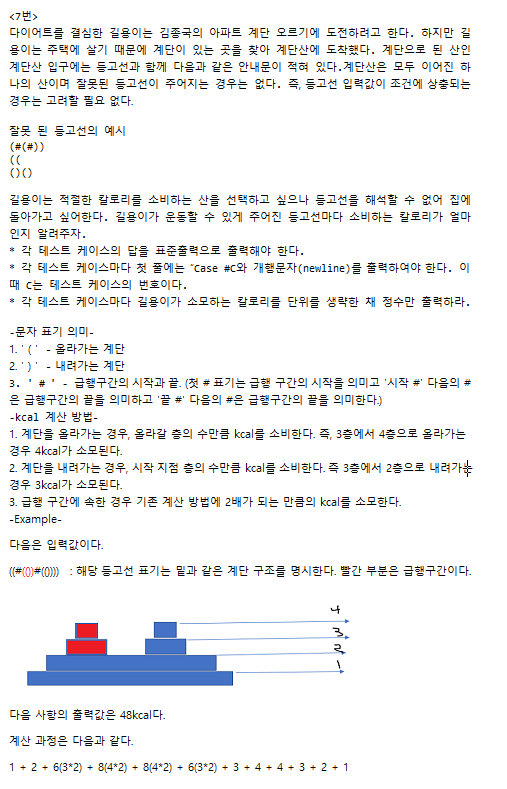 <7번>
다이어트를 결심한 길용이는 김종국의 아파트 계단 오르기에 도전하려고 한다. 하지만 길
용이는 주택에 살기 때문에 계단이 있는 곳을 찾아 계단산에 도착했다. 계단으로 된 산인
계단산 입구에는 등고선과 함께 다음과 같은 안내문이 적혀 있다.계단산은 모두 이어진 하
나의 산이며 잘못된 등고선이 주어지는 경우는 없다. 즉, 등고선 입력값이 조건에 상충되는
경우는 고려할 필요 없다.
잘못 된 등고선의 예시
(#(#))
((
()()
길용이는 적절한 칼로리를 소비하는 산을 선택하고 싶으나 등고선을 해석할 수 없어 집에
돌아가고 싶어한다. 길용이가 운동할 수 있게 주어진 등고선마다 소비하는 칼로리가 얼마
인지 알려주자.
* 각 테스트 케이스의 답을 표준출력으로 출력해야 한다.
* 각 테스트 케이스마다 첫 줄에는 "Case #C와 개행문자(newline)를 출력하여야 한다. 이
때 C는 테스트 케이스의 번호이다.
* 각 테스트 케이스마다 길용이가 소모하는 칼로리를 단위를 생략한 채 정수만 출력하라.
-문자 표기 의미-
1. ' ( ' - 올라가는 계단
2. ' ) ' - 내려가는 계단
3. ' # ' - 급행구간의 시작과 끝. (첫 # 표기는 급행 구간의 시작을 의미하고 '시작 #' 다음의 #
은 급행구간의 끝을 의미하고 '끝 #' 다음의 #은 급행구간의 끝을 의미한다.)
-kcal 계산 방법-
1. 계단을 올라가는 경우, 올라갈 층의 수만큼 kcal를 소비한다. 즉, 3층에서 4층으로 올라가는
경우 4kcal가 소모된다.
2. 계단을 내려가는 경우, 시작 지점 층의 수만큼 kcal를 소비한다. 즉 3층에서 2층으로 내려가는
경우 3kcal가 소모된다.
3. 급행 구간에 속한 경우 기존 계산 방법에 2배가 되는 만큼의 kcal를 소모한다.
-Example-
다음은 입력값이다.
((#(())#(()))) : 해당 등고선 표기는 밑과 같은 계단 구조를 명시한다. 빨간 부분은 급행구간이다.
4
3
2
1
다음 사항의 출력값은 48kcal다.
계산 과정은 다음과 같다.
1 + 2 + 6(3*2) + 8(4*2) + 8(4*2) + 6(3*2) + 3 + 4 + 4 + 3 + 2 + 1